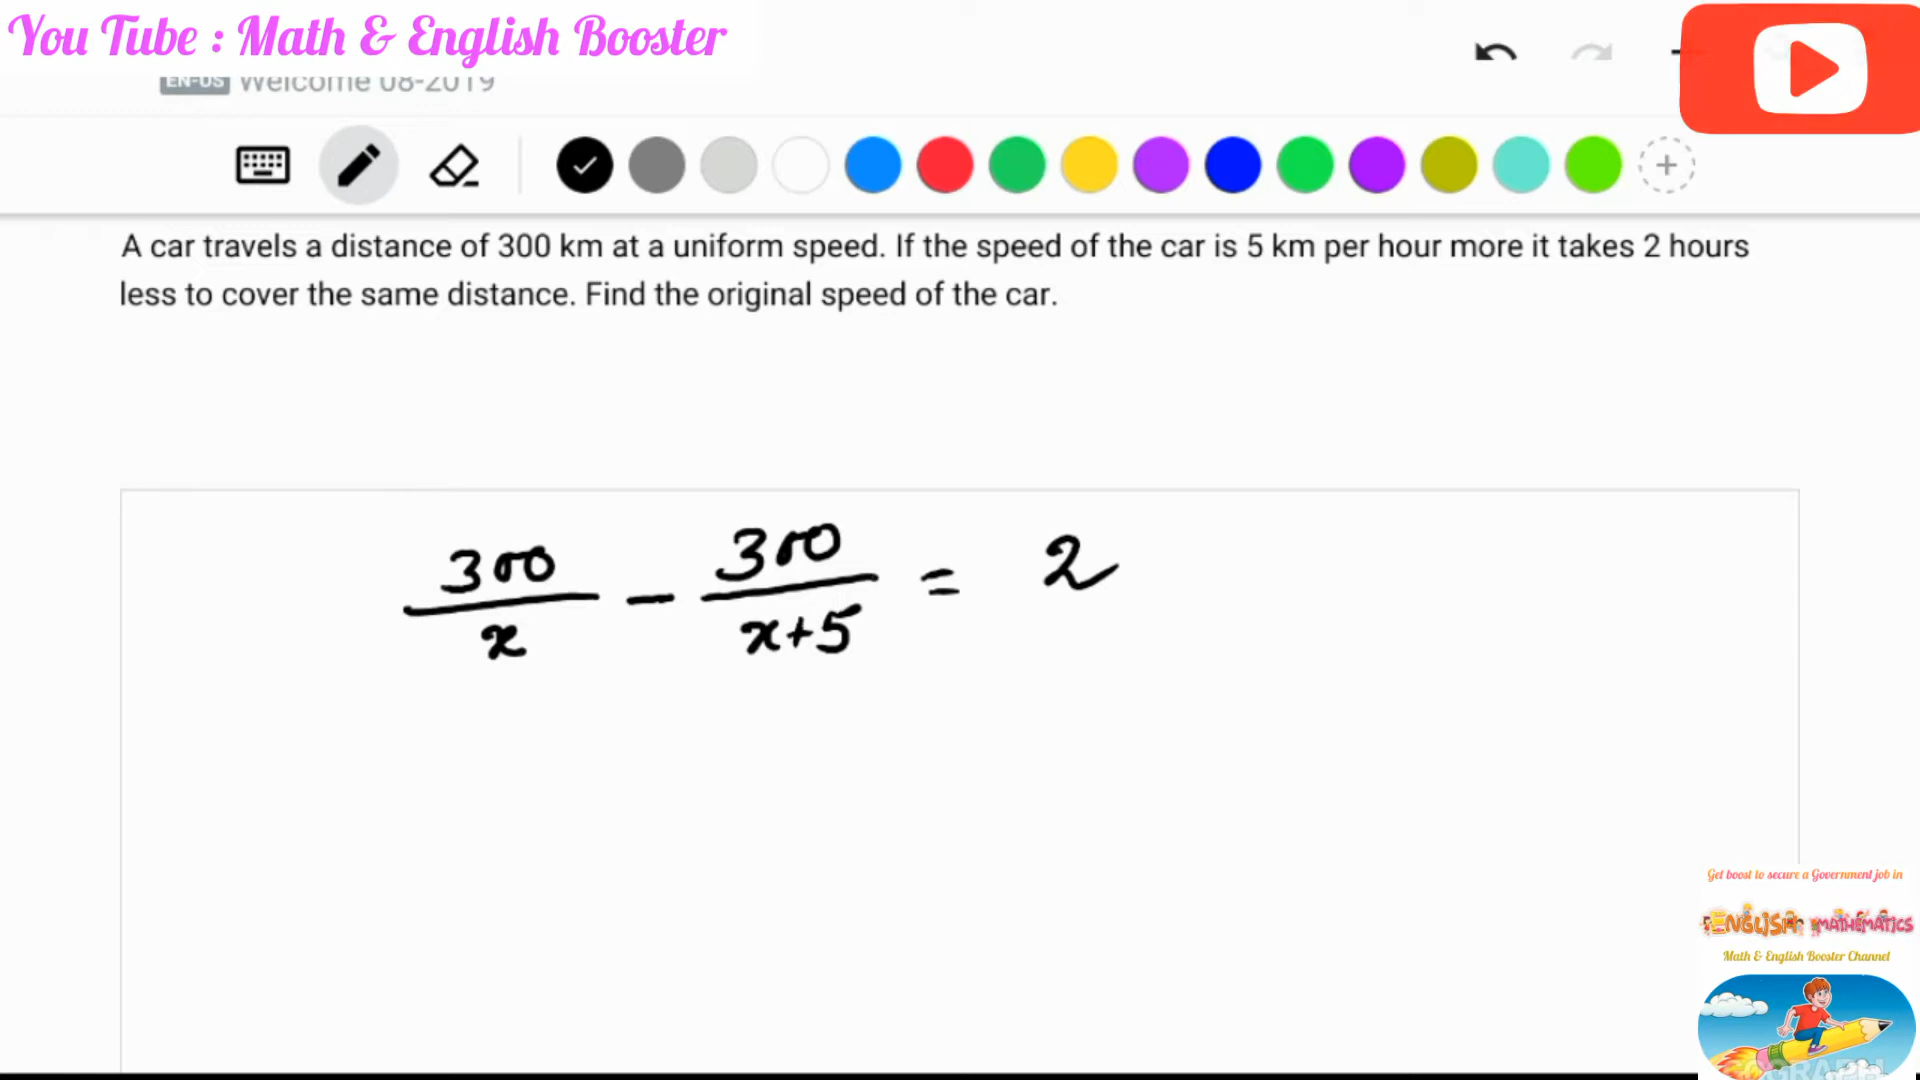 You Tube : Math & English Booster
EN-US Welcome 08-2019
A car travels a distance of 300 km at a uniform speed. If the speed of the car is 5 km per hour more it takes 2 hours
less to cover the same distance. Find the original speed of the car.
300/x - 300/x+5 = 2
Get boost to secure a Government job in
ENGLISH MATHEMATICS
Math & English Booster Channel